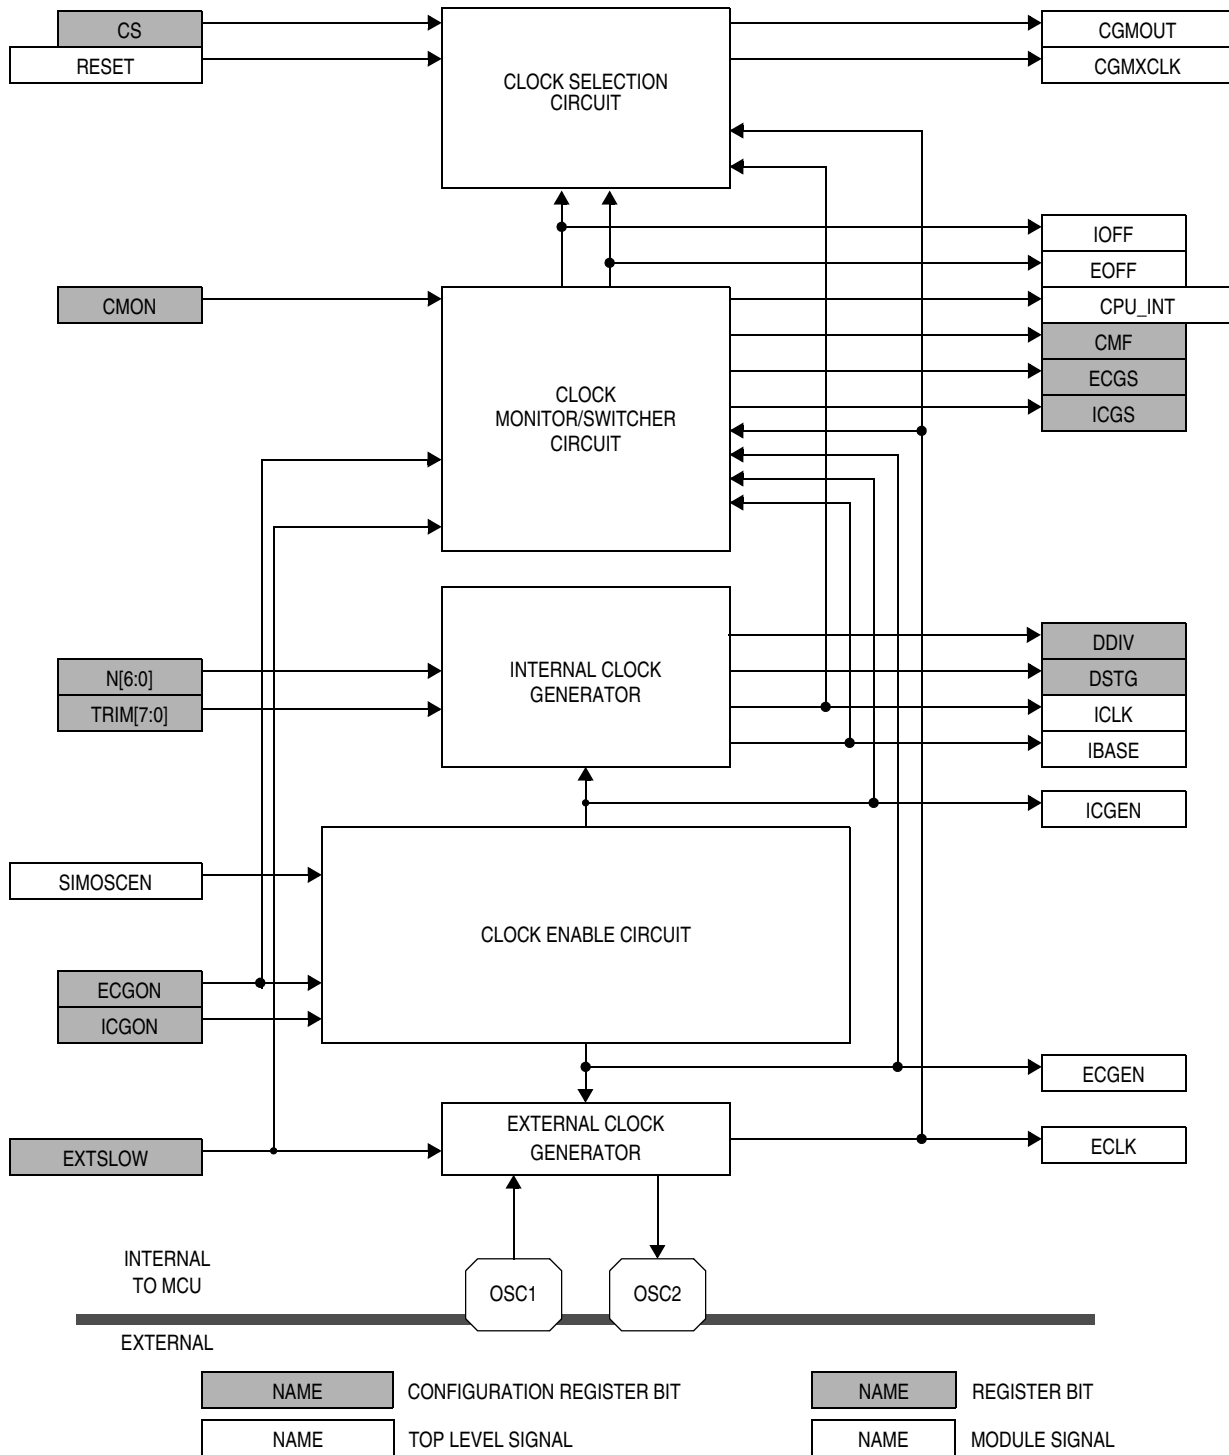 CS
RESET
CLOCK SELECTION
CIRCUIT
CGMOUT
CGMXCLK
IOFF
EOFF
CMON
CPU_INT
CMF
ECGS
ICGS
CLOCK
MONITOR/SWITCHER
CIRCUIT
N[6:0]
TRIM[7:0]
INTERNAL CLOCK
GENERATOR
DDIV
DSTG
ICLK
IBASE
ICGEN
SIMOSCEN
CLOCK ENABLE CIRCUIT
ECGON
ICGON
ECGEN
EXTSLOW
EXTERNAL CLOCK
GENERATOR
ECLK
INTERNAL
TO MCU
OSC1
OSC2
EXTERNAL
NAME CONFIGURATION REGISTER BIT
NAME REGISTER BIT
NAME TOP LEVEL SIGNAL
NAME MODULE SIGNAL